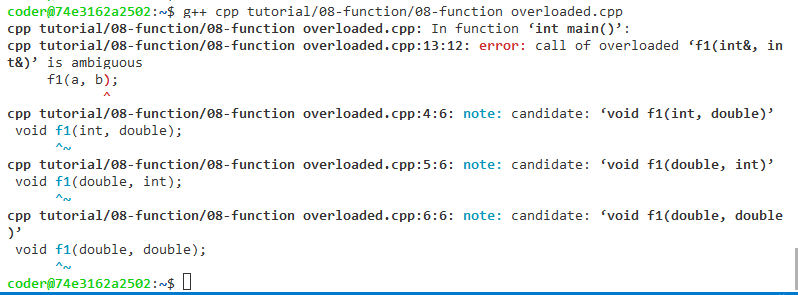 coder@74e3162a2502:~$ g++ cpp tutorial/08-function/08-function overloaded.cpp
cpp tutorial/08-function/08-function overloaded.cpp: In function ‘int main()’:
cpp tutorial/08-function/08-function overloaded.cpp:13:12: error: call of overloaded ‘f1(int&, in
t&)’ is ambiguous
     f1(a, b);
            ^
cpp tutorial/08-function/08-function overloaded.cpp:4:6: note: candidate: ‘void f1(int, double)’
 void f1(int, double);
      ^~
cpp tutorial/08-function/08-function overloaded.cpp:5:6: note: candidate: ‘void f1(double, int)’
 void f1(double, int);
      ^~
cpp tutorial/08-function/08-function overloaded.cpp:6:6: note: candidate: ‘void f1(double, double
)’
 void f1(double, double);
      ^~
coder@74e3162a2502:~$